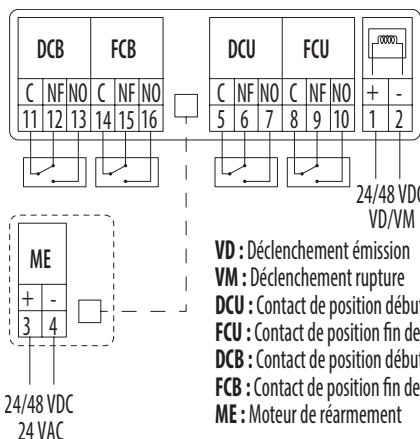 DCB FCB DCU FCU
C NF NO C NF NO C NF NO C NF NO + -
11 12 13 14 15 16 5 6 7 8 9 10 1 2
24/48 VDC
VD/VM
ME
+ -
3 4
24/48 VDC
24 VAC
VD : Déclenchement émission
VM : Déclenchement rupture
DCU : Contact de position début
FCU : Contact de position fin de
DCB : Contact de position début
FCB : Contact de position fin de
ME : Moteur de réarmement